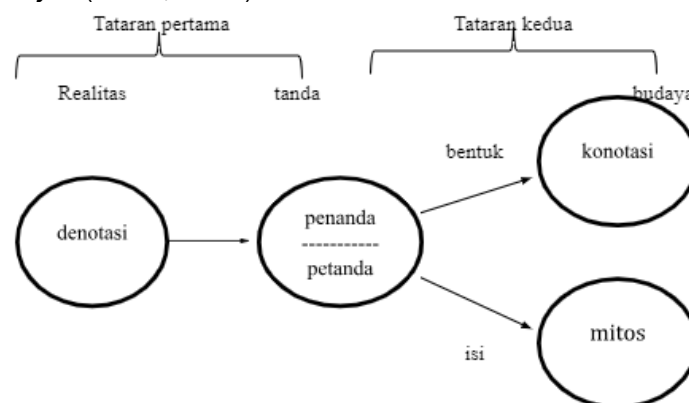 Tataran pertama Tataran kedua
Realitas tanda budaya
bentuk konotasi
denotasi penanda
-----------
petanda
isi mitos